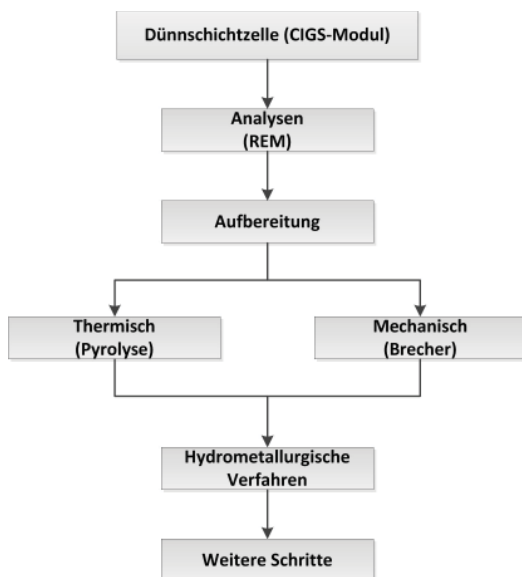 Dünnschichtzelle (CIGS-Modul)
Analysen
(REM)
Aufbereitung
Thermisch
(Pyrolyse)
Mechanisch
(Brecher)
Hydrometallurgische
Verfahren
Weitere Schritte